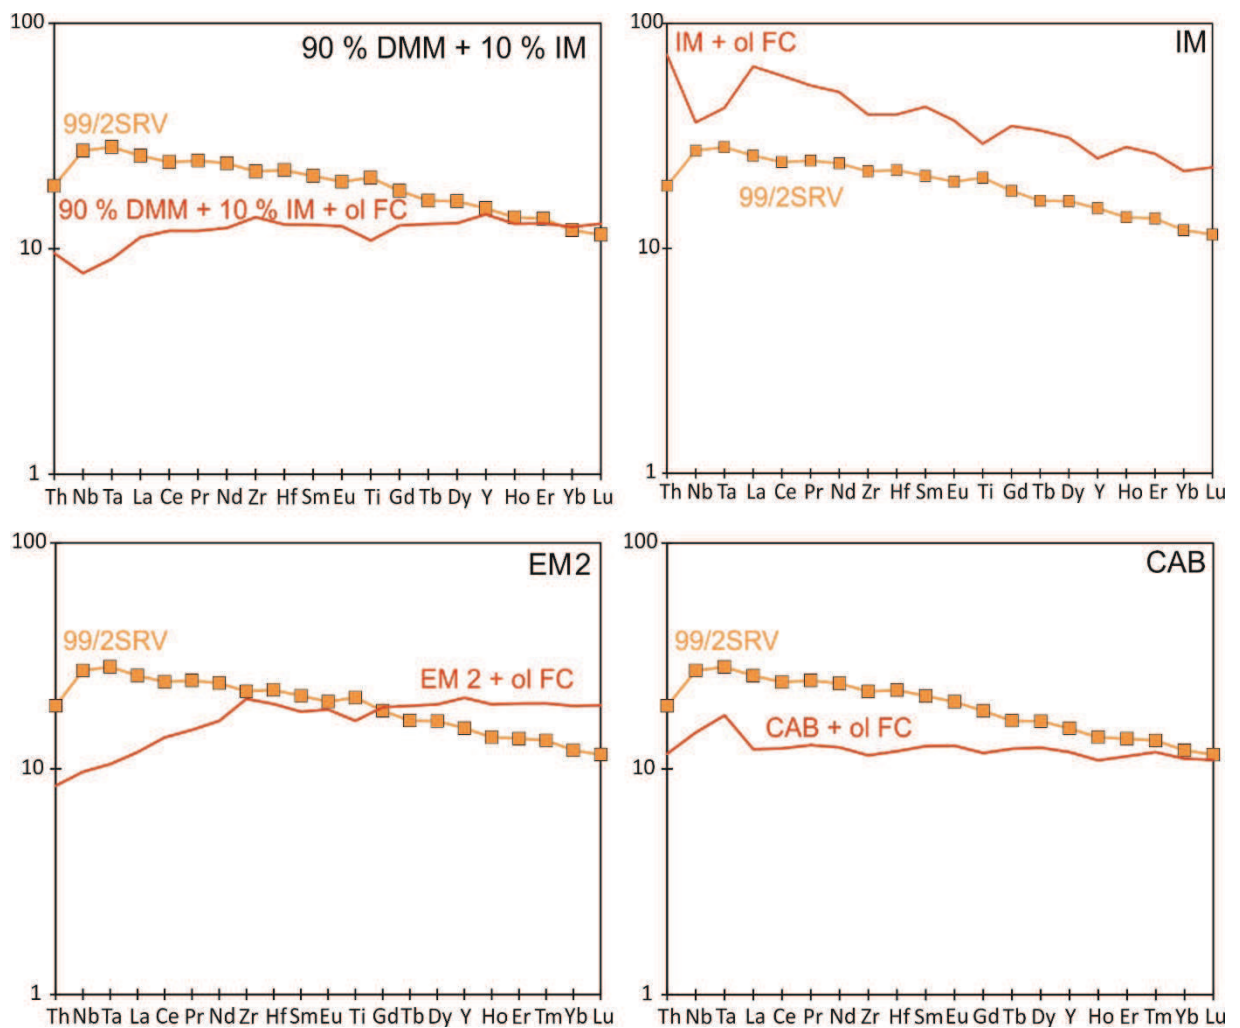 100
90 % DMM + 10 % IM
99/2SRV
90 % DMM + 10 % IM + ol FC
10
1
Th Nb Ta La Ce Pr Nd Zr Hf Sm Eu Ti Gd Tb Dy Y Ho Er Yb Lu
100
IM + ol FC
IM
99/2SRV
10
1
Th Nb Ta La Ce Pr Nd Zr Hf Sm Eu Ti Gd Tb Dy Y Ho Er Yb Lu
100
EM 2
99/2SRV
EM 2 + ol FC
10
1
Th Nb Ta La Ce Pr Nd Zr Hf Sm Eu Ti Gd Tb Dy Y Ho Er Tm Yb Lu
100
CAB
99/2SRV
CAB + ol FC
10
1
Th Nb Ta La Ce Pr Nd Zr Hf Sm Eu Gd Tb Dy Y Ho Er Tm Yb Lu